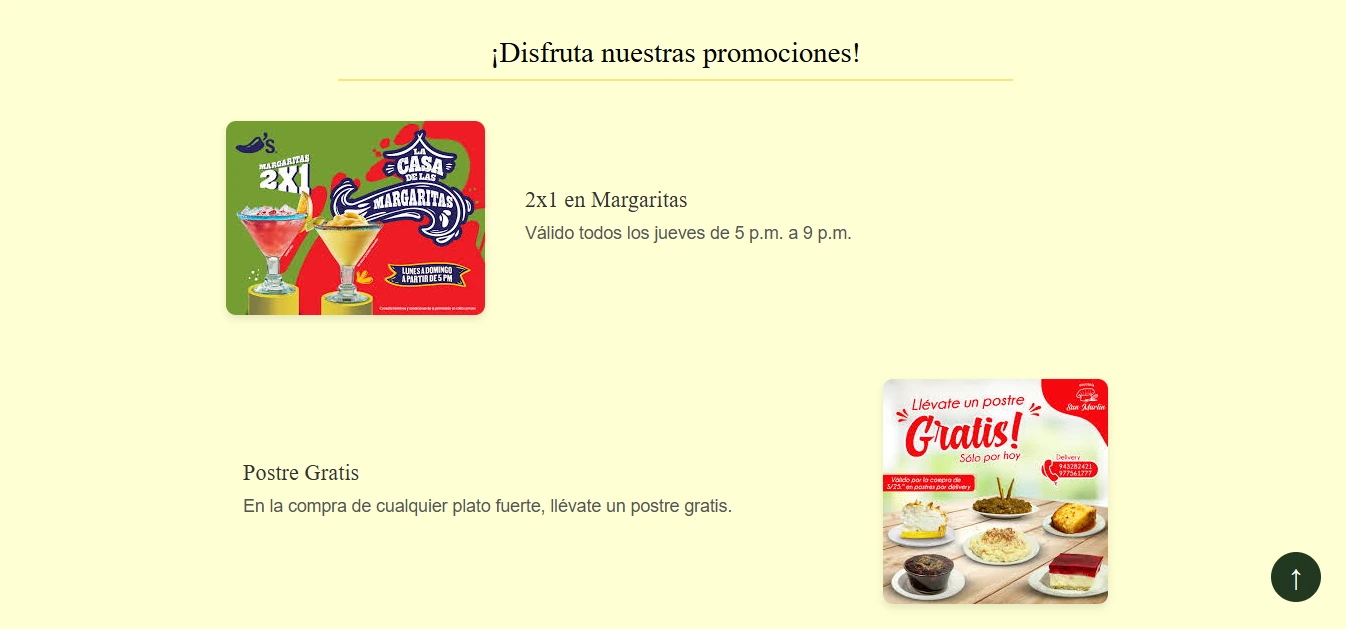 ¡Disfruta nuestras promociones!
's
MARGARITAS
2X1
LA
CASA
DE LAS
MARGARITAS
LUNES A DOMINGO
A PARTIR DE 5 PM
2x1 en Margaritas
Válido todos los jueves de 5 p.m. a 9 p.m.
Llévate un postre
Gratis!
Sólo por hoy
San Martín
Delivery
943282421
977561777
Válido por la compra de
S/25.** en postres por delivery
Postre Gratis
En la compra de cualquier plato fuerte, llévate un postre gratis.
↑